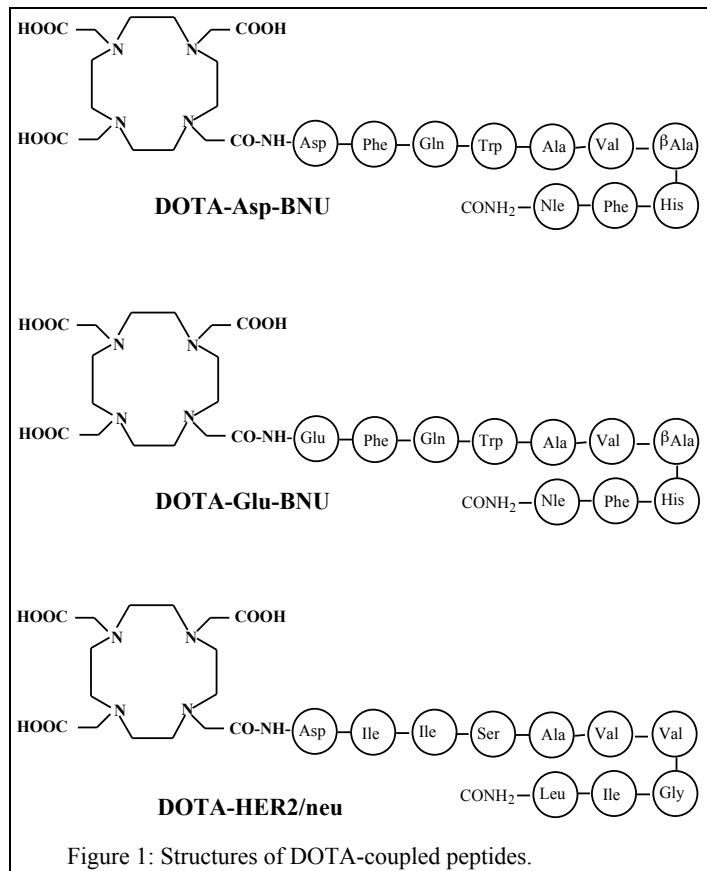 HOOC COOH
N N
N N
HOOC CO-NH- Asp Phe Gln Trp Ala Val βAla
DOTA-Asp-BNU CONH2 Nle Phe His
HOOC COOH
N N
N N
HOOC CO-NH- Glu Phe Gln Trp Ala Val βAla
DOTA-Glu-BNU CONH2 Nle Phe His
HOOC COOH
N N
N N
HOOC CO-NH- Asp Ile Ile Ser Ala Val Val
DOTA-HER2/neu CONH2 Leu Ile Gly
Figure 1: Structures of DOTA-coupled peptides.